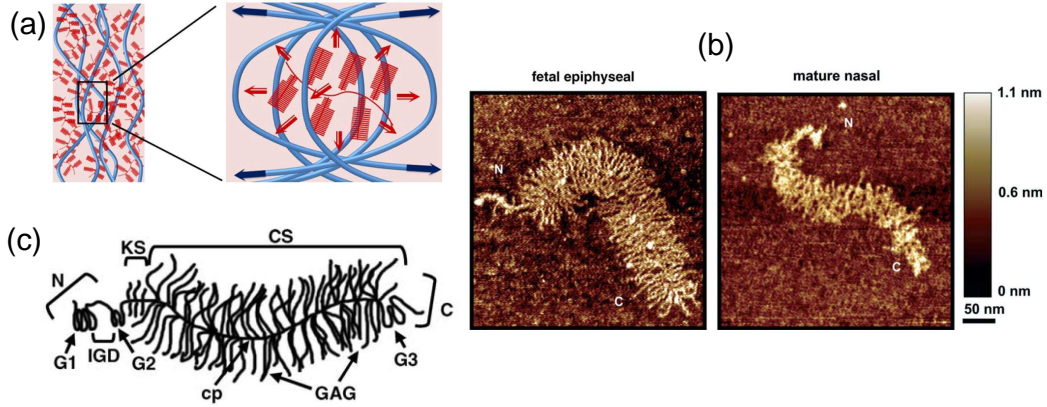 (a)
(b)
fetal epiphyseal
mature nasal
N
C
N
C
1.1 nm
0.6 nm
0 nm
50 nm
(c)
KS
CS
N
C
G1
IGD
G2
cp
GAG
G3